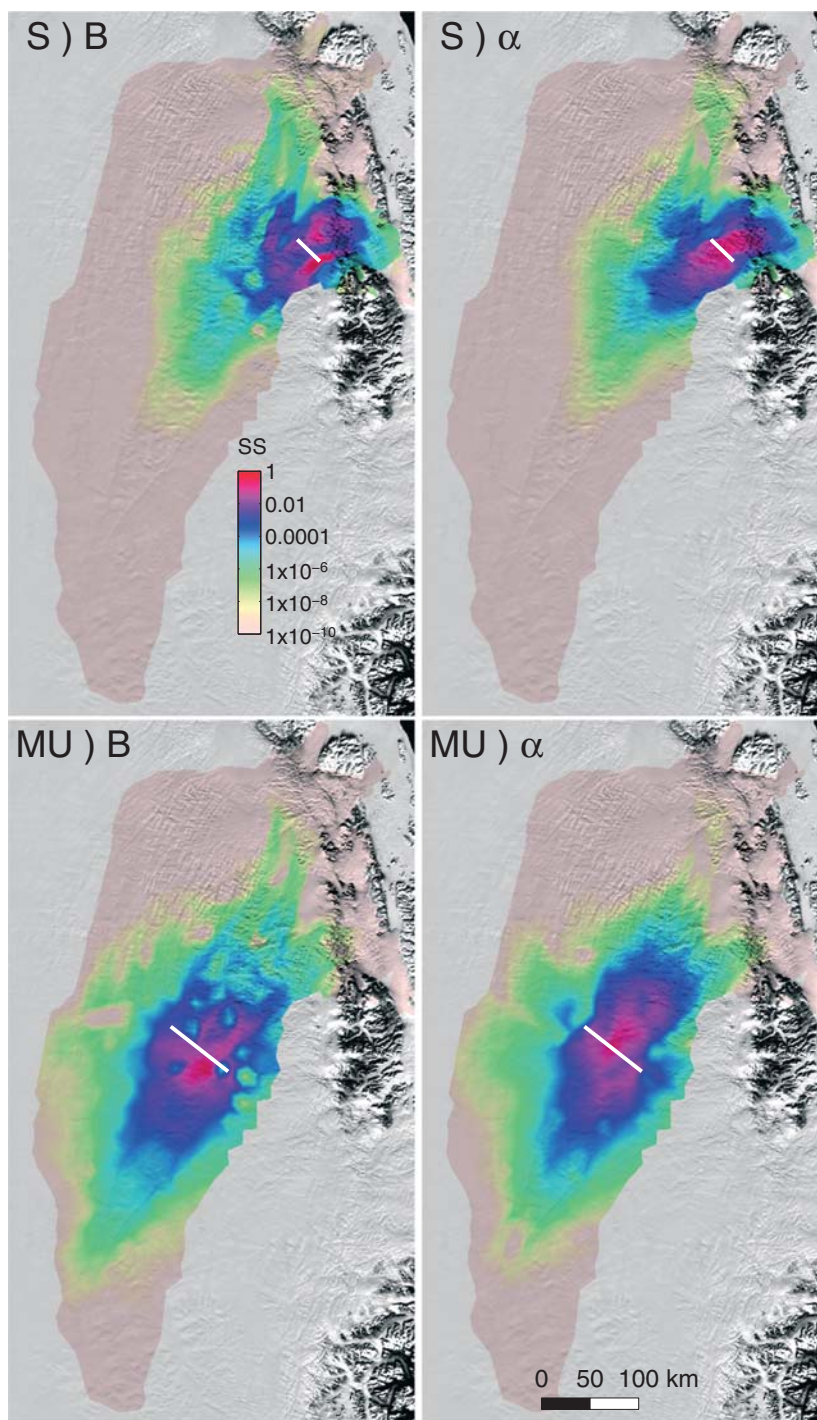 S ) B
S ) α
SS
1
0.01
0.0001
1x10⁻⁶
1x10⁻⁸
1x10⁻¹⁰
MU ) B
MU ) α
0 50 100 km